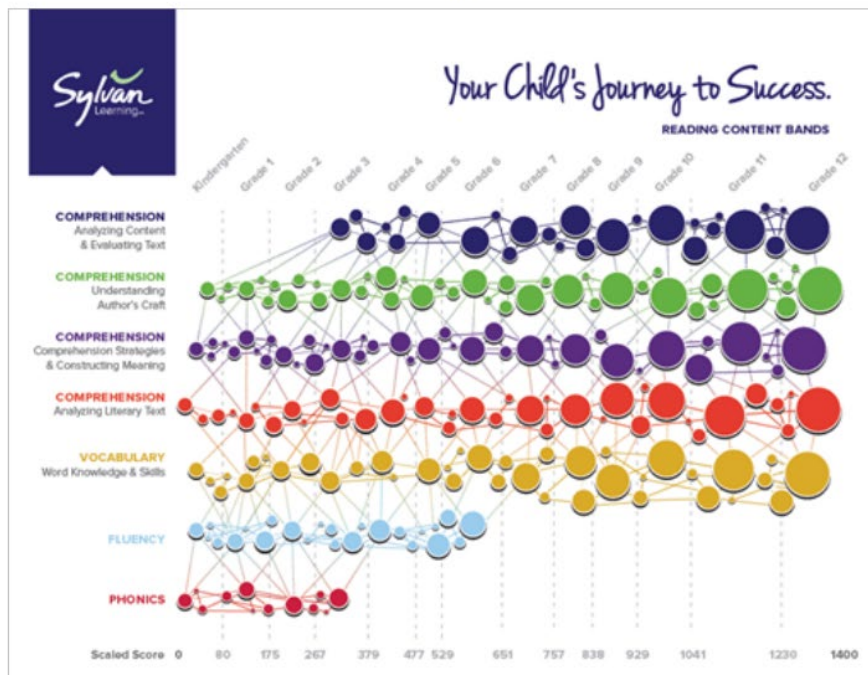 Sylvan
Learning
Your Child's Journey to Success.
READING CONTENT BANDS
Kindergarten
Grade 1
Grade 2
Grade 3
Grade 4
Grade 5
Grade 6
Grade 7
Grade 8
Grade 9
Grade 10
Grade 11
Grade 12
COMPREHENSION
Analyzing Content
& Evaluating Text
COMPREHENSION
Understanding
Author's Craft
COMPREHENSION
Comprehension Strategies
& Constructing Meaning
COMPREHENSION
Analyzing Literary Text
VOCABULARY
Word Knowledge & Skills
FLUENCY
PHONICS
Scaled Score 0 80 175 267 379 477 529 651 757 838 929 1041 1230 1400